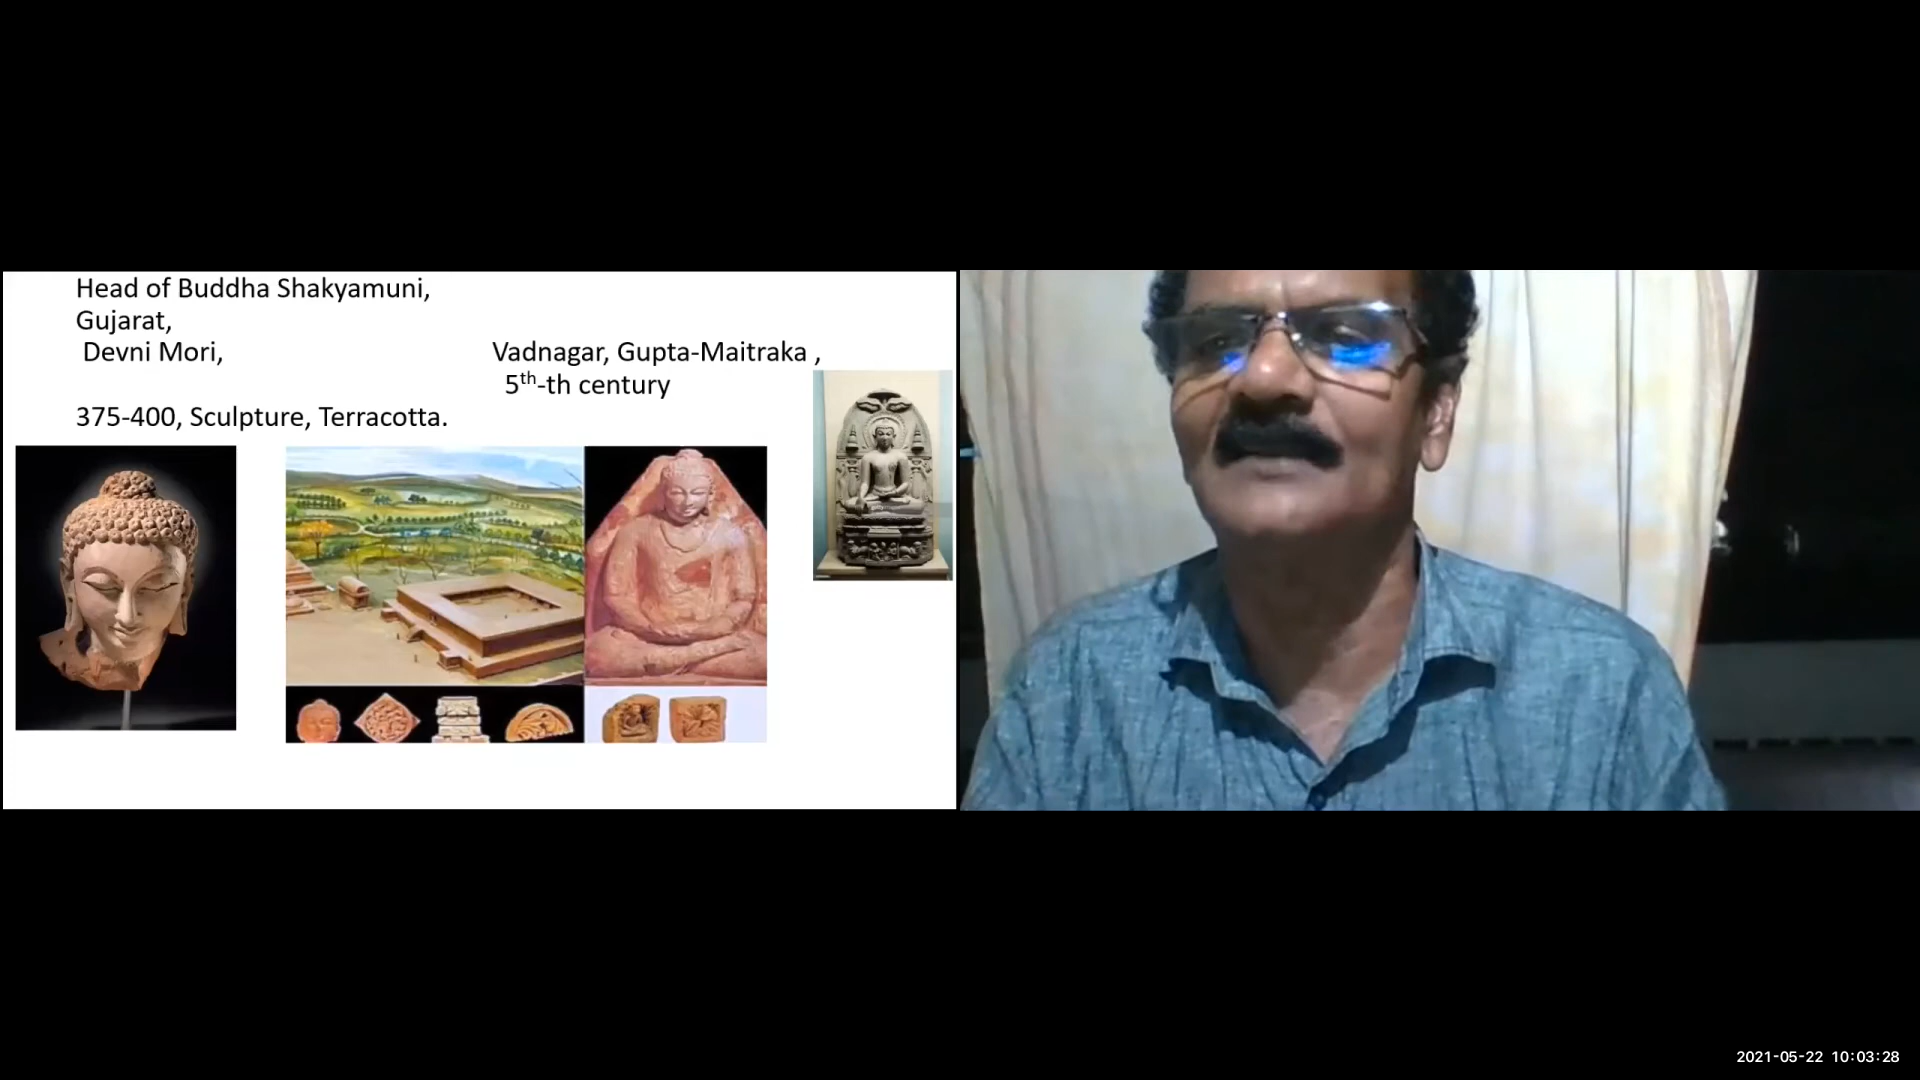 Head of Buddha Shakyamuni,
Gujarat,
Devni Mori,
375-400, Sculpture, Terracotta.
Vadnagar, Gupta-Maitraka ,
5th-th century
2021-05-22 10:03:28